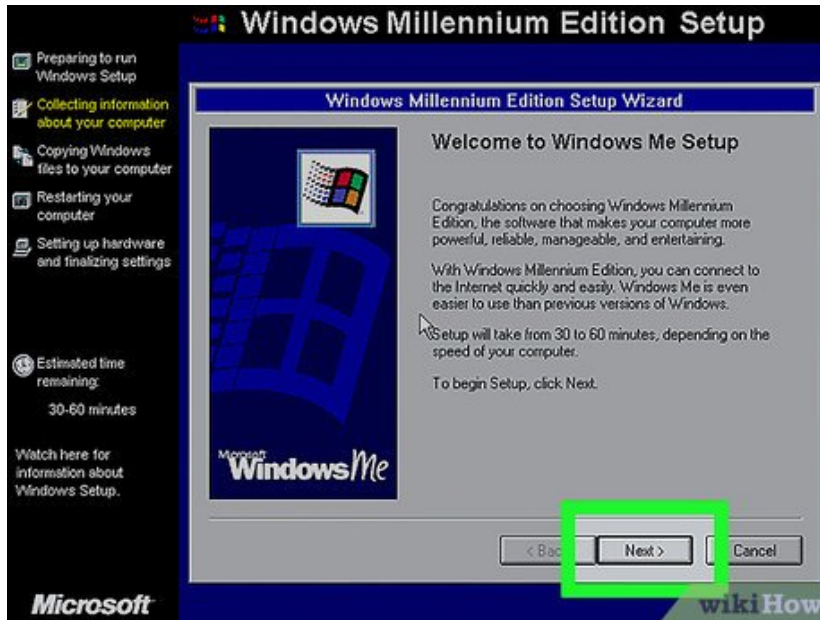 Windows Millennium Edition Setup
Preparing to run
Windows Setup
Collecting information
about your computer
Copying Windows
files to your computer
Restarting your
computer
Setting up hardware
and finalizing settings
Estimated time
remaining:
30-60 minutes
Watch here for
information about
Windows Setup.
Microsoft
Windows Millennium Edition Setup Wizard
Microsoft
WindowsMe
Welcome to Windows Me Setup
Congratulations on choosing Windows Millennium
Edition, the software that makes your computer more
powerful, reliable, manageable, and entertaining.
With Windows Millennium Edition, you can connect to
the Internet quickly and easily. Windows Me is even
easier to use than previous versions of Windows.
Setup will take from 30 to 60 minutes, depending on the
speed of your computer.
To begin Setup, click Next.
< Bac
Next >
Cancel
wikiHow